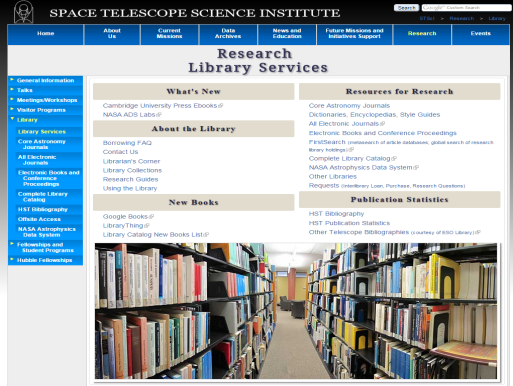 SPACE TELESCOPE SCIENCE INSTITUTE
Search Google Custom Search
STScI » Research » Library
Home
About Us
Current Missions
Data Archives
News and Education
Future Missions and Initiatives Support
Research
Events
Research
Library Services
General Information
Talks
Meetings/Workshops
Visitor Programs
Library
Library Services
Core Astronomy
Journals
All Electronic
Journals
Electronic Books and
Conference
Proceedings
Complete Library
Catalog
HST Bibliography
Offsite Access
NASA Astrophysics
Data System
Fellowships and
Student Programs
Hubble Fellowships
What's New
Cambridge University Press Ebooks
NASA ADS Labs
About the Library
Borrowing FAQ
Contact Us
Librarian's Corner
Library Collections
Research Guides
Using the Library
New Books
Google Books
LibraryThing
Library Catalog New Books List
Resources for Research
Core Astronomy Journals
Dictionaries, Encyclopedias, Style Guides
All Electronic Journals
Electronic Books and Conference Proceedings
FirstSearch (metasearch of article databases; global search of research
library holdings)
Complete Library Catalog
NASA Astrophysics Data System
Other Libraries
Requests (Interlibrary Loan, Purchase, Research Questions)
Publication Statistics
HST Bibliography
HST Publication Statistics
Other Telescope Bibliographies (courtesy of ESO Library)